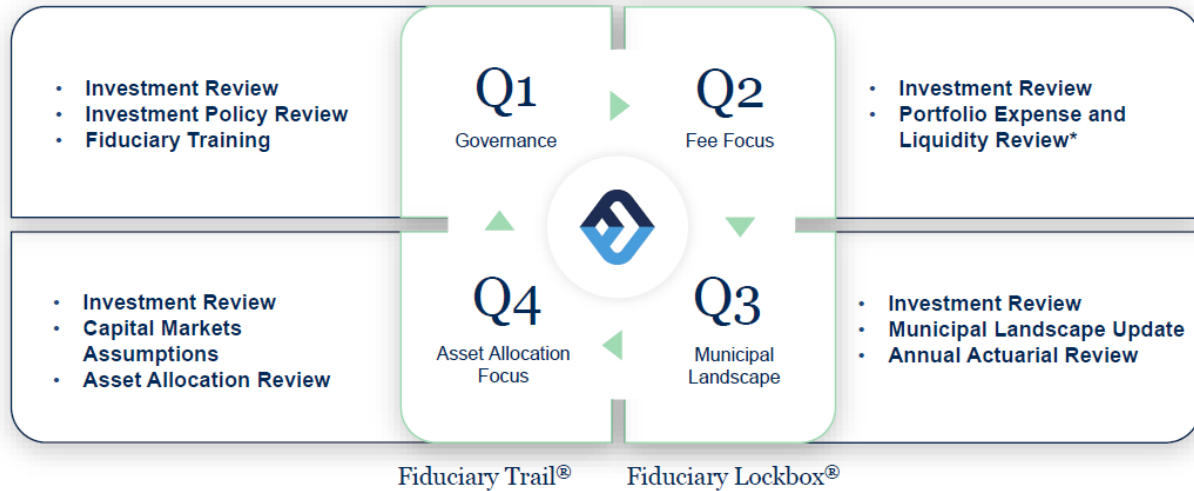 • Investment Review
• Investment Policy Review
• Fiduciary Training
Q1
Governance
Q2
Fee Focus
• Investment Review
• Portfolio Expense and
Liquidity Review*
• Investment Review
• Capital Markets
Assumptions
• Asset Allocation Review
Q4
Asset Allocation
Focus
Q3
Municipal
Landscape
• Investment Review
• Municipal Landscape Update
• Annual Actuarial Review
Fiduciary Trail®
Fiduciary Lockbox®